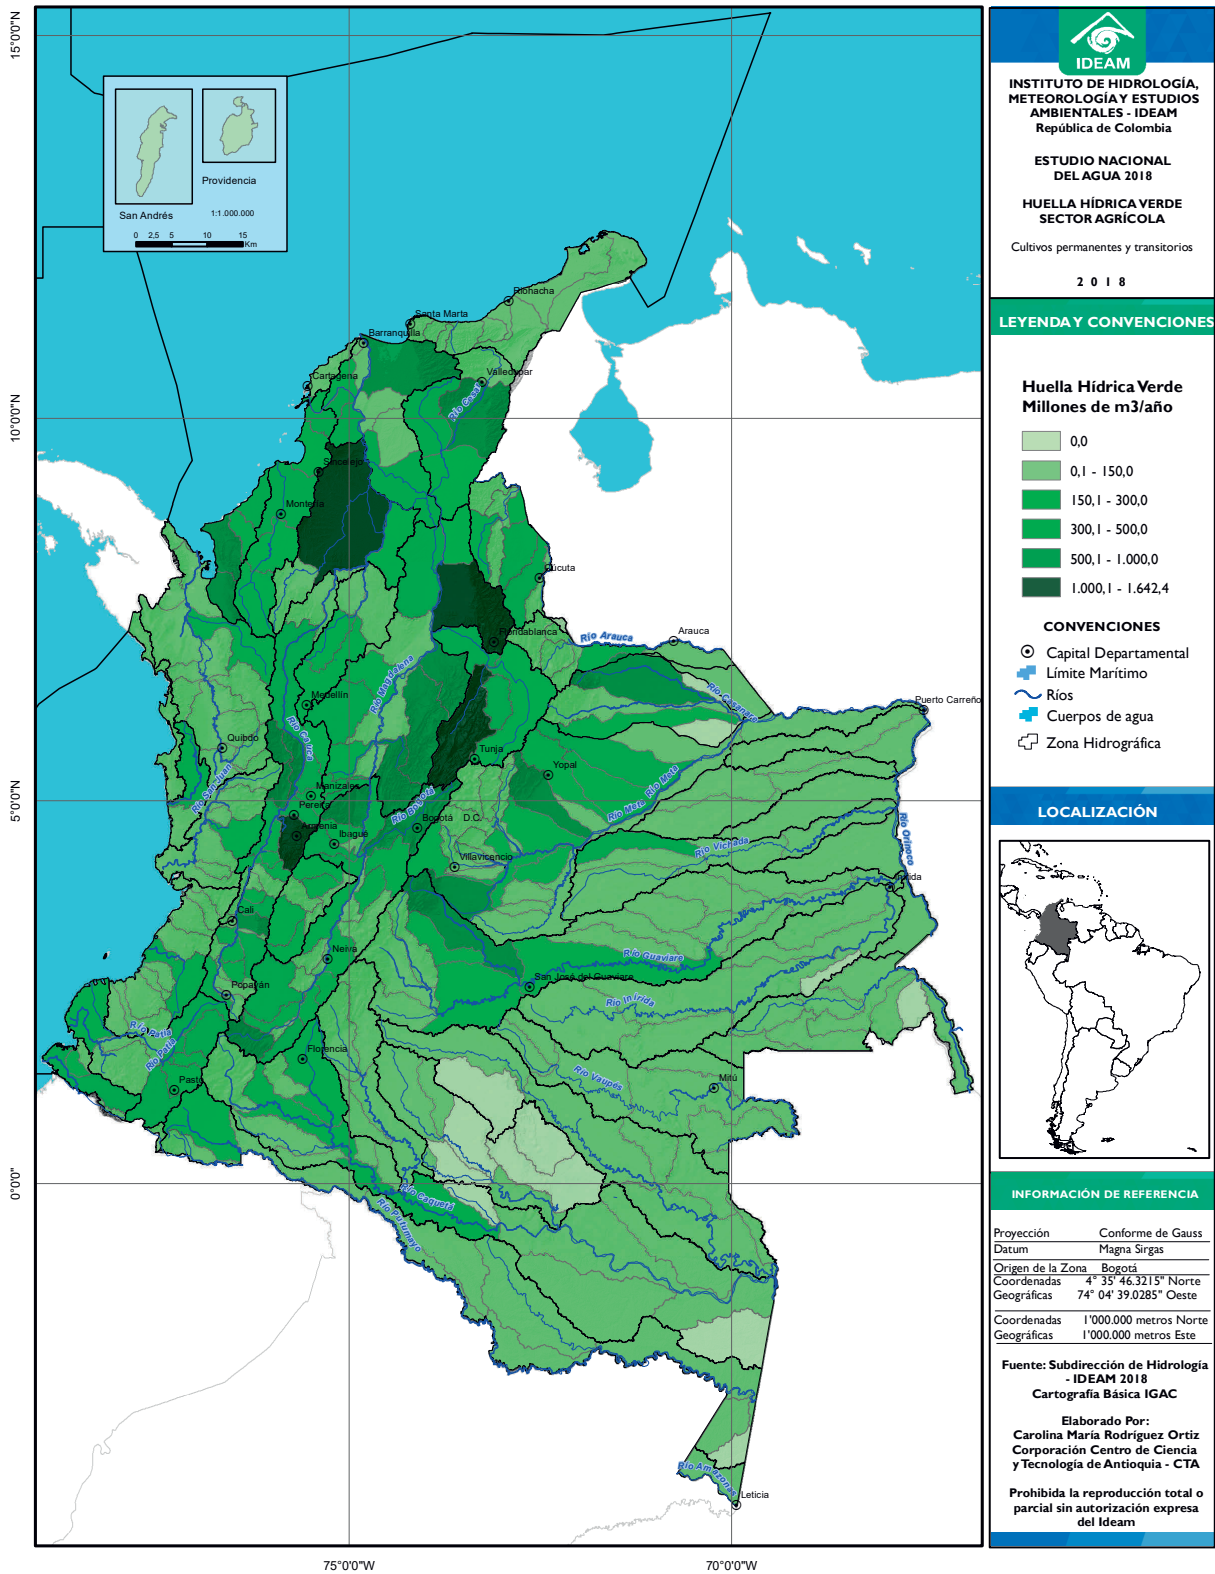 15°0'0"N
10°0'0"N
5°0'0"N
0°0'0"
75°0'0"W
70°0'0"W
San Andrés
Providencia
1:1.000.000
0 2,5 5 10 15
Km
Riohacha
Santa Marta
Barranquilla
Cartagena
Valledupar
Río Cesar
Sincelejo
Montería
Cúcuta
Floridablanca
Río Arauca
Arauca
Río Magdalena
Medellín
Río Casanare
Puerto Carreño
Río Cauca
Quibdo
Tunja
Yopal
Río San Juan
Manizales
Río Meta
Río Meta
Pereira
Río Bogotá
Armenia
Ibagué
Bogotá D.C.
Río Vichada
Río Orinoco
Villavicencio
Inírida
Cali
Neiva
Río Guaviare
San José del Guaviare
Popayán
Río Inírida
Río Patía
Río Patía
Florencia
Río Vaupés
Mitú
Pasto
Río Caquetá
Río Putumayo
Río Amazonas
Leticia
IDEAM
INSTITUTO DE HIDROLOGÍA,
METEOROLOGÍA Y ESTUDIOS
AMBIENTALES - IDEAM
República de Colombia
ESTUDIO NACIONAL
DEL AGUA 2018
HUELLA HÍDRICA VERDE
SECTOR AGRÍCOLA
Cultivos permanentes y transitorios
2 0 1 8
LEYENDA Y CONVENCIONES
Huella Hídrica Verde
Millones de m3/año
0,0
0,1 - 150,0
150,1 - 300,0
300,1 - 500,0
500,1 - 1.000,0
1.000,1 - 1.642,4
CONVENCIONES
Capital Departamental
Límite Marítimo
Ríos
Cuerpos de agua
Zona Hidrográfica
LOCALIZACIÓN
INFORMACIÓN DE REFERENCIA
Proyección Conforme de Gauss
Datum Magna Sirgas
Origen de la Zona Bogotá
Coordenadas 4° 35' 46.3215" Norte
Geográficas 74° 04' 39.0285" Oeste
Coordenadas 1'000.000 metros Norte
Geográficas 1'000.000 metros Este
Fuente: Subdirección de Hidrología
- IDEAM 2018
Cartografía Básica IGAC
Elaborado Por:
Carolina María Rodríguez Ortiz
Corporación Centro de Ciencia
y Tecnología de Antioquia - CTA
Prohibida la reproducción total o
parcial sin autorización expresa
del Ideam